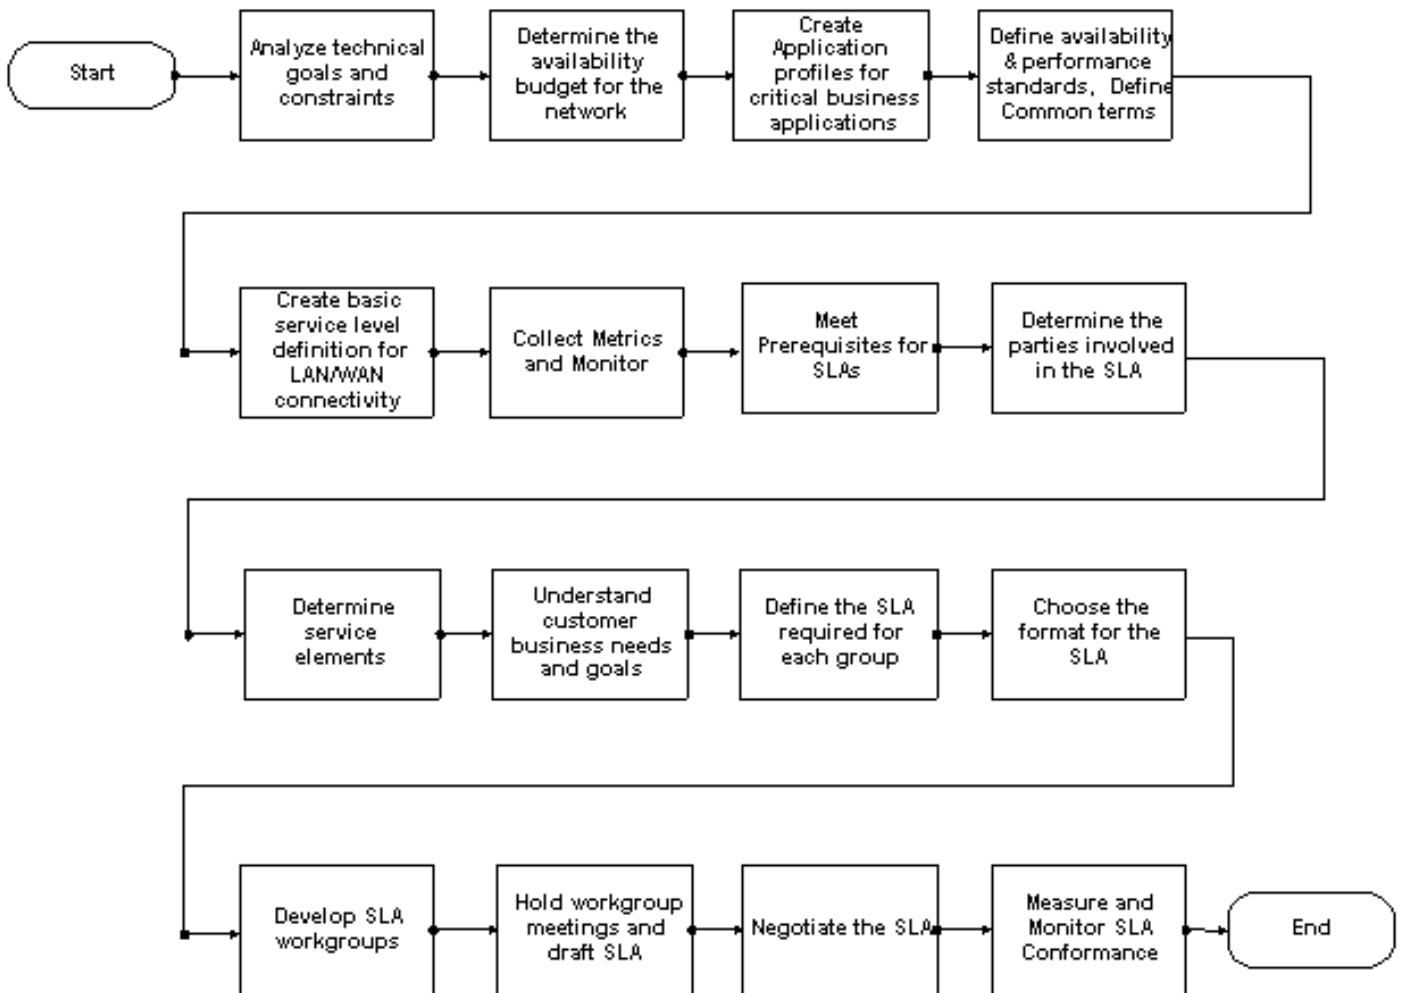 Start
Analyze technical
goals and
constraints
Determine the
availability
budget for the
network
Create
Application
profiles for
critical business
applications
Define availability
& performance
standards, Define
Common terms
Create basic
service level
definition for
LAN/WAN
connectivity
Collect Metrics
and Monitor
Meet
Prerequisites for
SLAs
Determine the
parties involved
in the SLA
Determine
service
elements
Understand
customer
business needs
and goals
Define the SLA
required for
each group
Choose the
format for the
SLA
Develop SLA
workgroups
Hold workgroup
meetings and
draft SLA
Negotiate the SLA
Measure and
Monitor SLA
Conformance
End